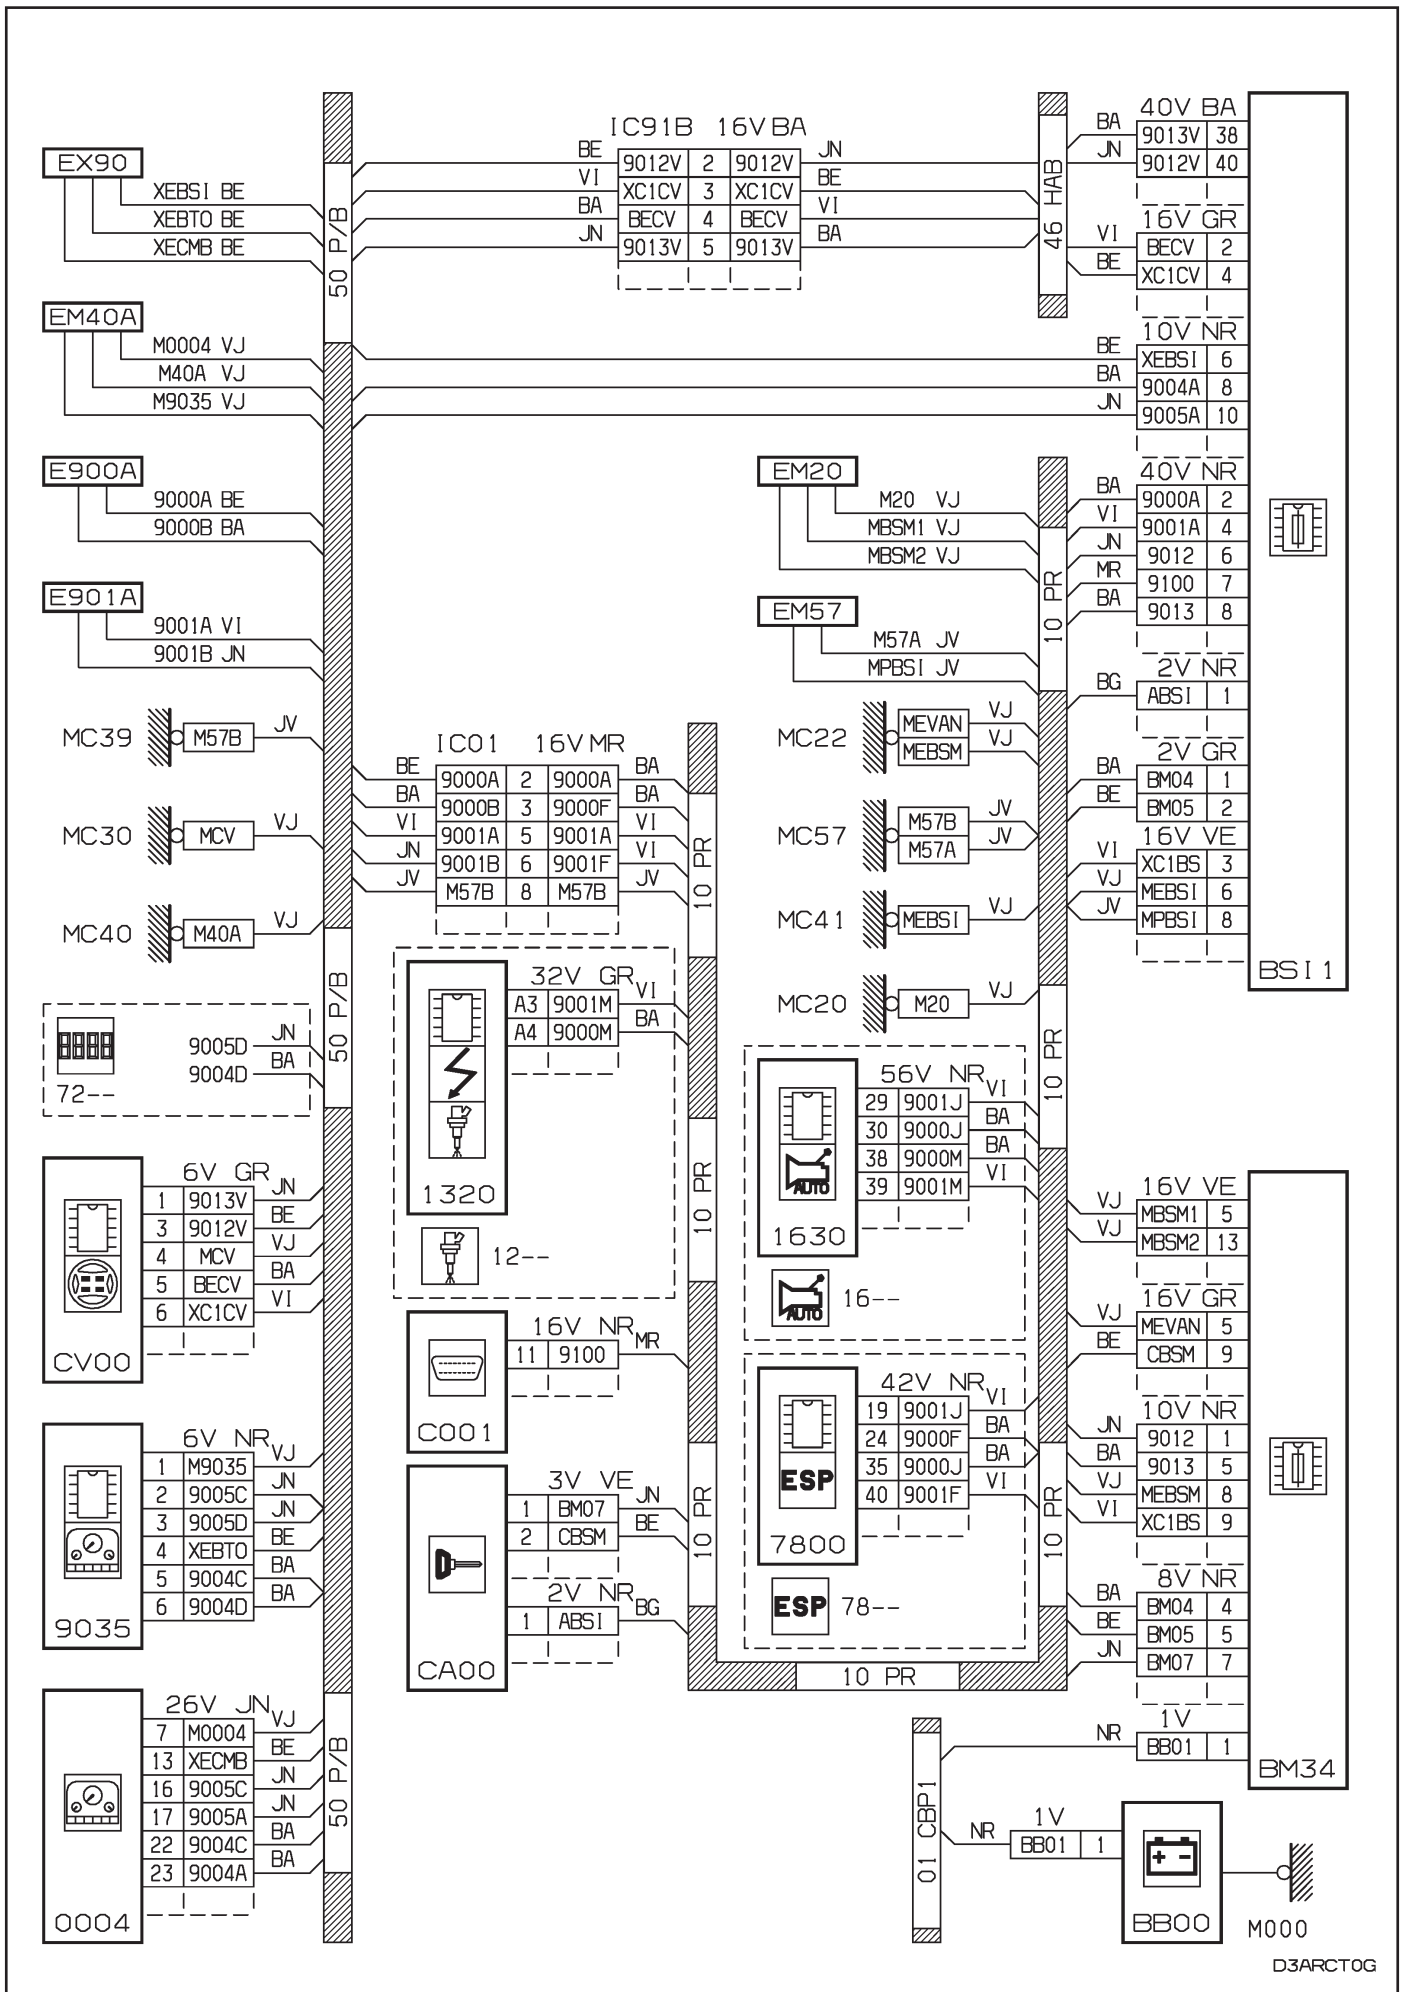 EX90
XEBSI BE
XEBTO BE
XECMB BE
EM40A
M0004 VJ
M40A VJ
M9035 VJ
E900A
9000A BE
9000B BA
E901A
9001A VI
9001B JN
MC39 M57B JV
MC30 MCV VJ
MC40 M40A VJ
9005D JN
9004D BA
72--
6V GR
1 9013V JN
3 9012V BE
4 MCV VJ
5 BECV BA
6 XC1CV VI
CV00
6V NR
1 M9035 VJ
2 9005C JN
3 9005D JN
4 XEBTO BE
5 9004C BA
6 9004D BA
9035
26V JN
7 M0004 VJ
13 XECMB BE
16 9005C JN
17 9005A JN
22 9004C BA
23 9004A BA
0004
50 P/B
50 P/B
50 P/B
IC91B 16V BA
BE 9012V 2 9012V JN
VI XC1CV 3 XC1CV BE
BA BECV 4 BECV VI
JN 9013V 5 9013V BA
46 HAB
IC01 16V MR
BE 9000A 2 9000A BA
BA 9000B 3 9000F BA
VI 9001A 5 9001A VI
JN 9001B 6 9001F VI
JV M57B 8 M57B JV
32V GR
A3 9001M VI
A4 9000M BA
1320
12--
16V NR
11 9100 MR
C001
3V VE
1 BM07 JN
2 CBSM BE
2V NR
1 ABSI BG
CA00
10 PR
10 PR
10 PR
10 PR
EM20
M20 VJ
MBSM1 VJ
MBSM2 VJ
EM57
M57A JV
MPBSI JV
MC22 MEVAN VJ
MEBSM VJ
MC57 M57B JV
M57A JV
MC41 MEBSI VJ
MC20 M20 VJ
56V NR
29 9001J VI
30 9000J BA
38 9000M BA
39 9001M VI
AUTO
1630
AUTO
16--
42V NR
19 9001J VI
24 9000F BA
35 9000J BA
40 9001F VI
ESP
7800
ESP 78--
10 PR
10 PR
10 PR
40V BA
BA 9013V 38
JN 9012V 40
16V GR
VI BECV 2
BE XC1CV 4
10V NR
BE XEBSI 6
BA 9004A 8
JN 9005A 10
40V NR
BA 9000A 2
VI 9001A 4
JN 9012 6
MR 9100 7
BA 9013 8
2V NR
BG ABSI 1
2V GR
BA BM04 1
BE BM05 2
16V VE
VI XC1BS 3
VJ MEBSI 6
JV MPBSI 8
BSI1
16V VE
VJ MBSM1 5
VJ MBSM2 13
16V GR
VJ MEVAN 5
BE CBSM 9
10V NR
JN 9012 1
BA 9013 5
VJ MEBSM 8
VI XC1BS 9
8V NR
BA BM04 4
BE BM05 5
JN BM07 7
1V
NR BB01 1
BM34
01 CBP1
1V
NR BB01 1
+ -
BB00
M000
D3ARCT0G